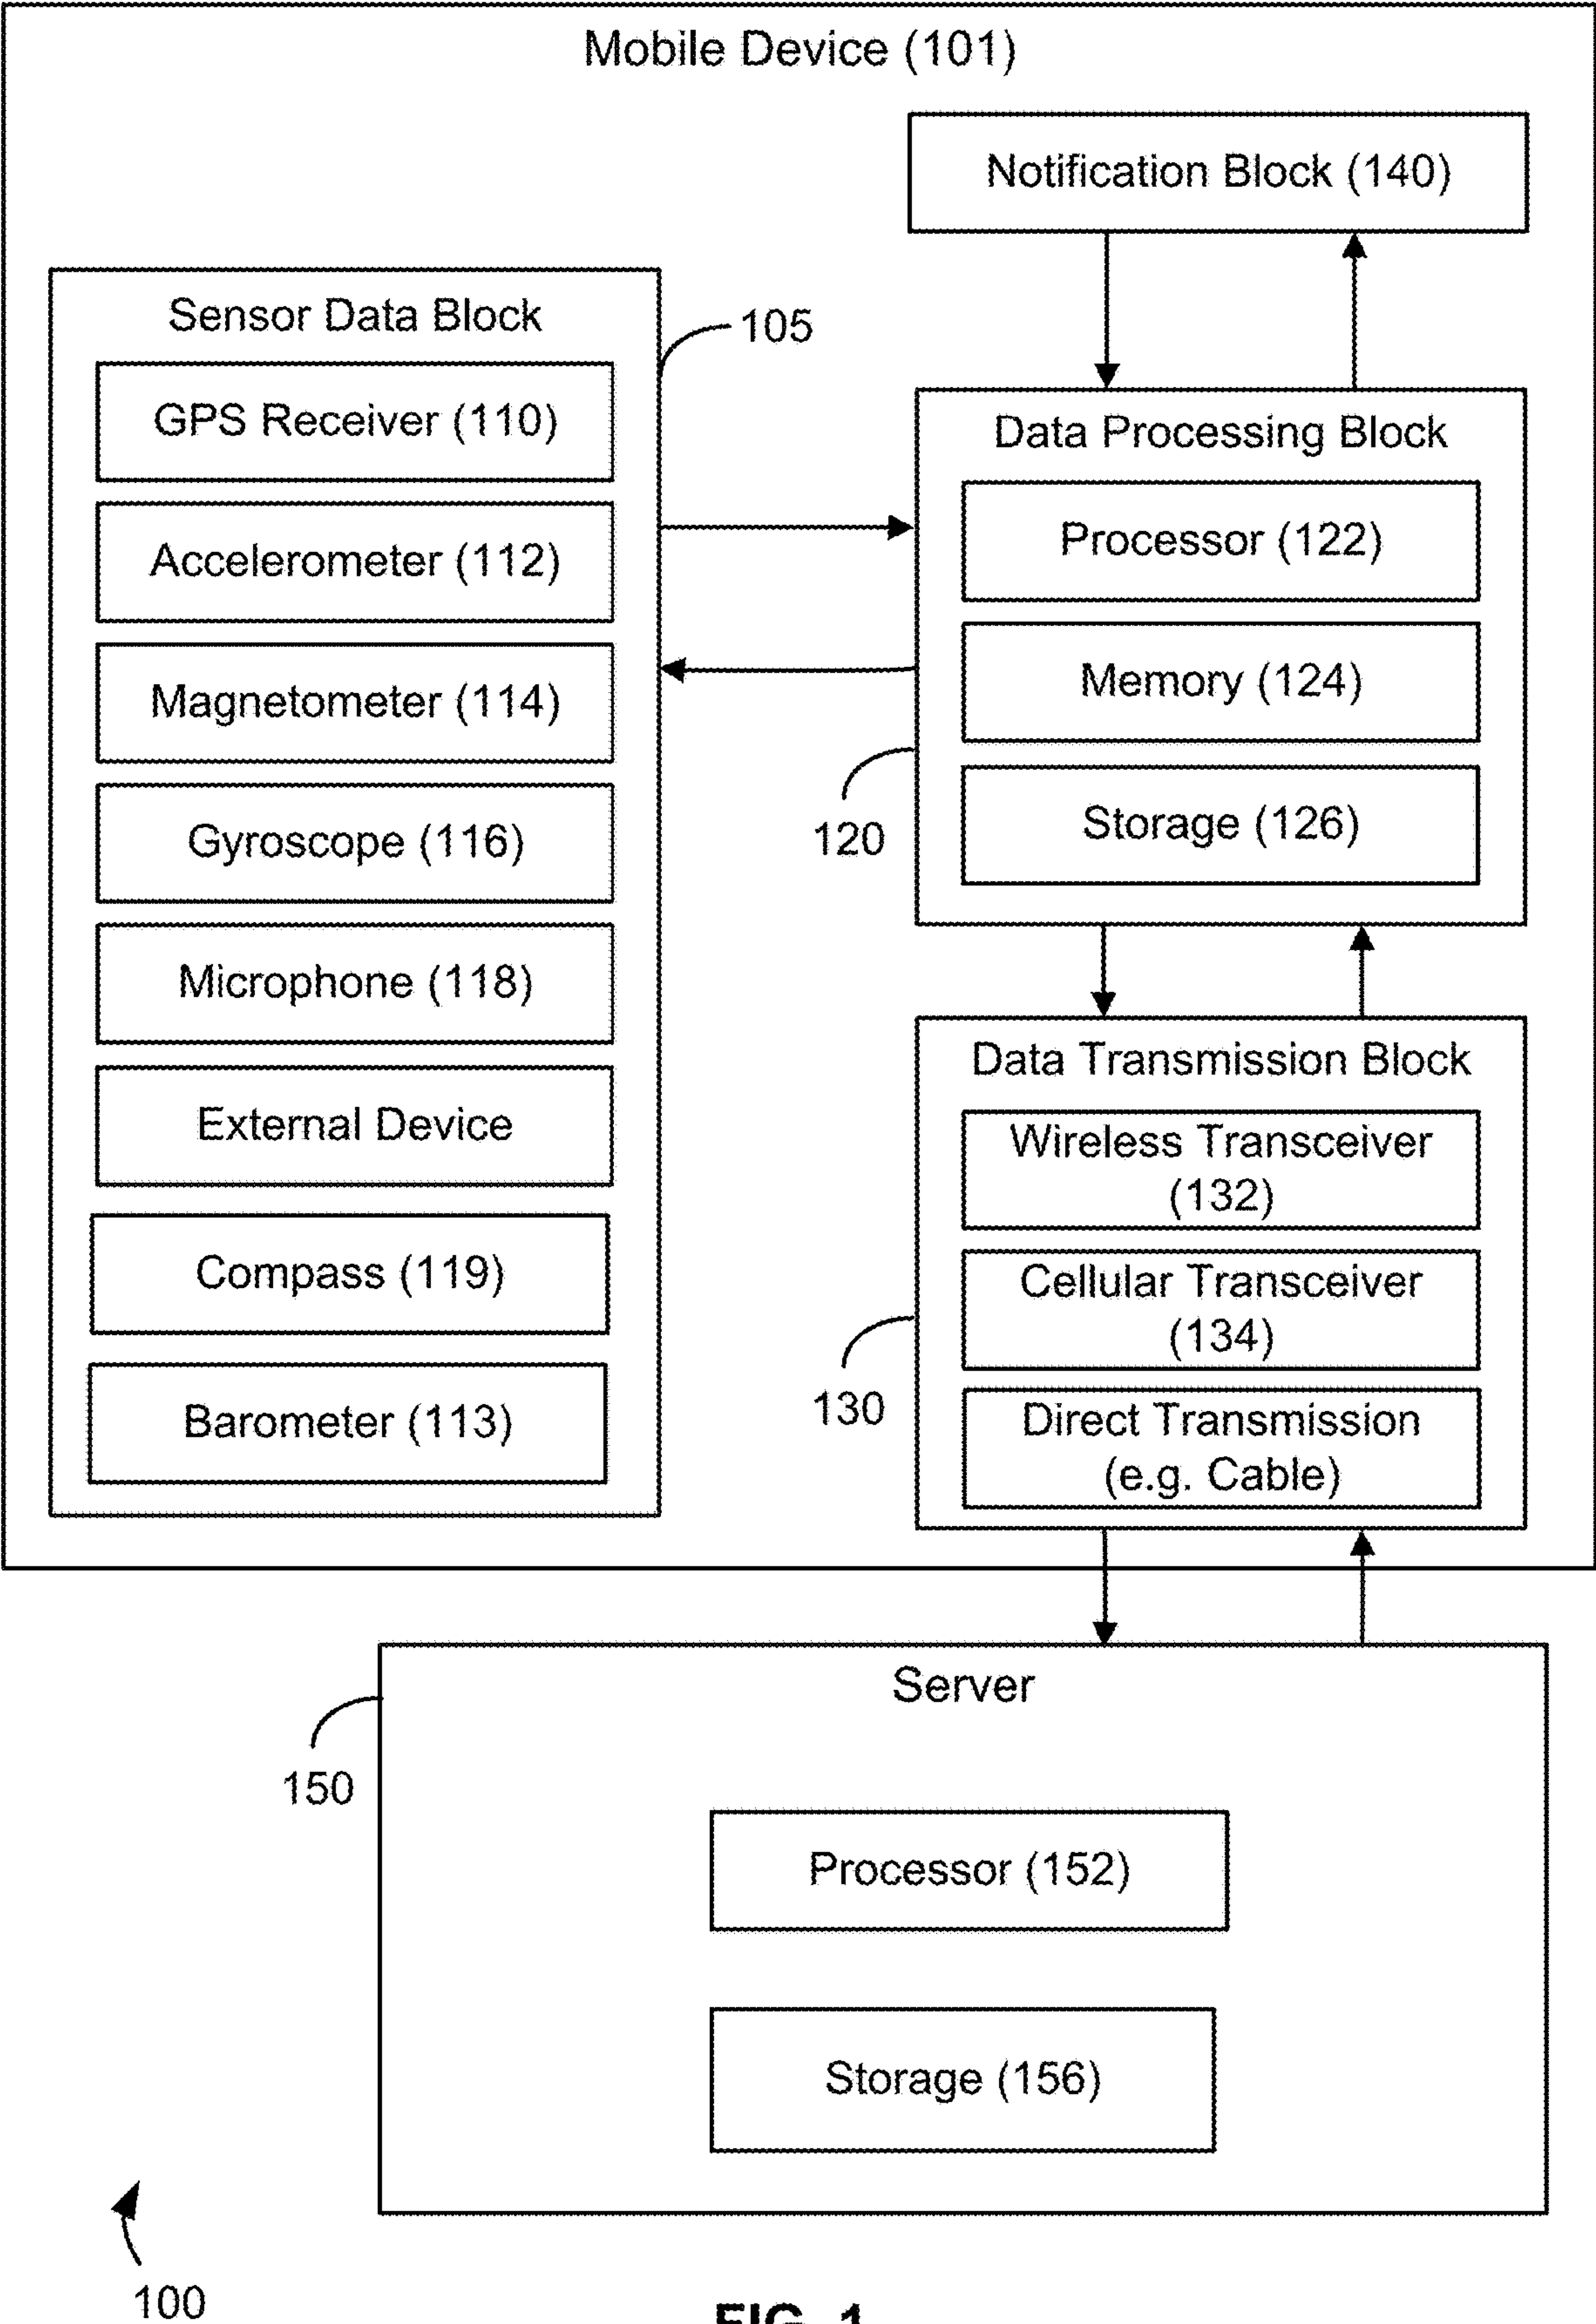 Mobile Device (101)
Notification Block (140)
Sensor Data Block
105
GPS Receiver (110)
Accelerometer (112)
Magnetometer (114)
Gyroscope (116)
Microphone (118)
External Device
Compass (119)
Barometer (113)
Data Processing Block
Processor (122)
Memory (124)
Storage (126)
120
Data Transmission Block
Wireless Transceiver
(132)
Cellular Transceiver
(134)
Direct Transmission
(e.g. Cable)
130
Server
150
Processor (152)
Storage (156)
100
FIG. 1